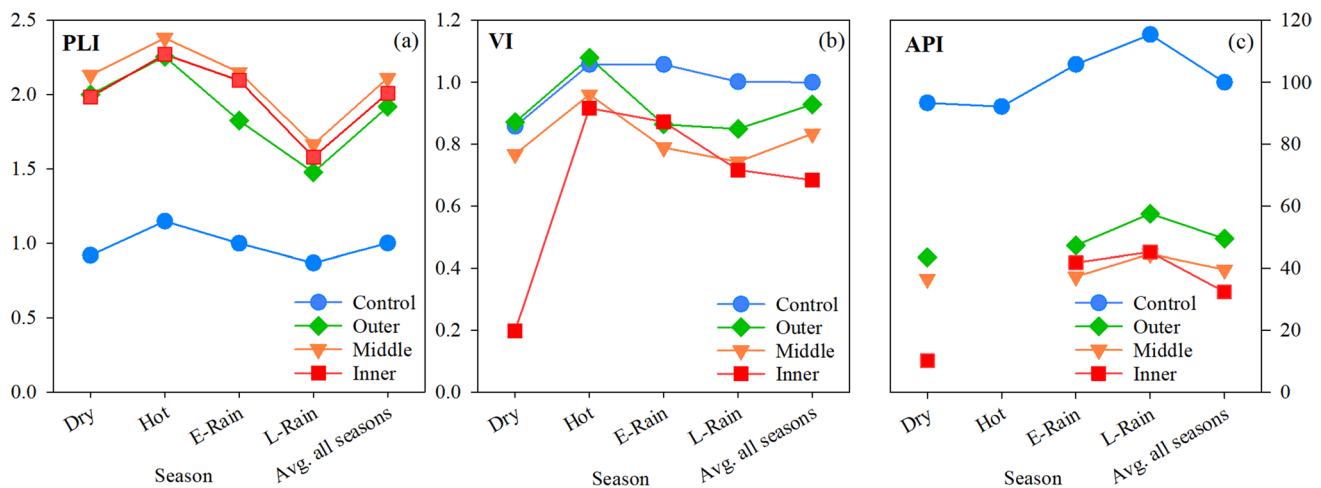 PLI
(a)
2.5
2.0
1.5
1.0
0.5
0.0
Control
Outer
Middle
Inner
Dry
Hot
E-Rain
L-Rain
Avg. all seasons
Season
VI
(b)
1.2
1.0
0.8
0.6
0.4
0.2
0.0
Control
Outer
Middle
Inner
Dry
Hot
E-Rain
L-Rain
Avg. all seasons
Season
API
(c)
120
100
80
60
40
20
0
Control
Outer
Middle
Inner
Dry
Hot
E-Rain
L-Rain
Avg. all seasons
Season